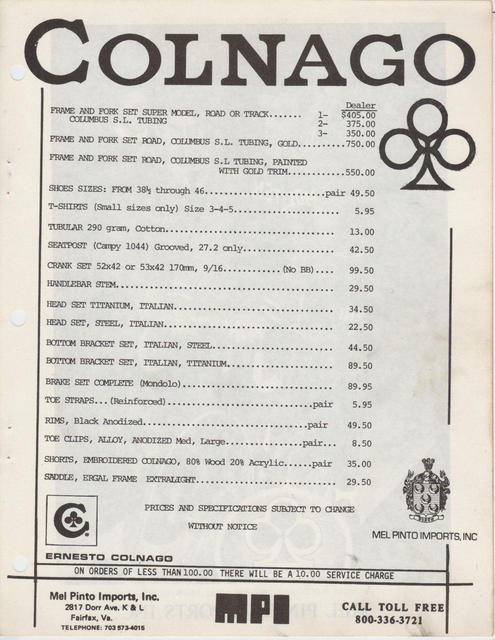 COLNAGO
Dealer
FRAME AND FORK SET SUPER MODEL, ROAD OR TRACK....... 1- $405.00
COLUMBUS S.L. TUBING 2- 375.00
3- 350.00
FRAME AND FORK SET ROAD, COLUMBUS S.L. TUBING, GOLD..........750.00
FRAME AND FORK SET ROAD, COLUMBUS S.L TUBING, PAINTED
WITH GOLD TRIM..........550.00
SHOES SIZES: FROM 38½ through 46......................pair 49.50
T-SHIRTS (Small sizes only) Size 3-4-5................... 5.95
TUBULAR 290 gram, Cotton............................... 13.00
SEATPOST (Campy 1044) Grooved, 27.2 only................ 42.50
CRANK SET 52x42 or 53x42 170mm, 9/16...........(No BB).... 99.50
HANDLEBAR STEM....................................... 29.50
HEAD SET TITANIUM, ITALIAN............................. 34.50
HEAD SET, STEEL, ITALIAN............................... 22.50
BOTTOM BRACKET SET, ITALIAN, STEEL...................... 44.50
BOTTOM BRACKET SET, ITALIAN, TITANIUM................... 89.50
BRAKE SET COMPLETE (Mondolo)........................... 89.95
TOE STRAPS...(Reinforced)..........................pair 5.95
RIMS, Black Anodized...............................pair 49.50
TOE CLIPS, ALLOY, ANODIZED Med, Large..............pair... 8.50
SHORTS, EMBROIDERED COLNAGO, 80% Wood 20% Acrylic.....pair 35.00
SADDLE, ERGAL FRAME EXTRALIGHT........................ 29.50
PRICES AND SPECIFICATIONS SUBJECT TO CHANGE
WITHOUT NOTICE
MEL PINTO IMPORTS, INC
ERNESTO COLNAGO
ON ORDERS OF LESS THAN 100.00 THERE WILL BE A 10.00 SERVICE CHARGE
Mel Pinto Imports, Inc.
2817 Dorr Ave. K & L
Fairfax, Va.
TELEPHONE: 703 573-4015
MPI
CALL TOLL FREE
800-336-3721